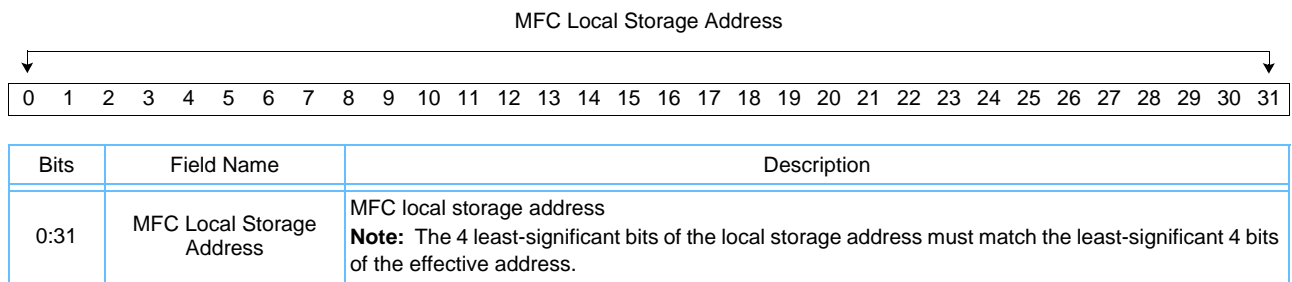 MFC Local Storage Address
0 1 2 3 4 5 6 7 8 9 10 11 12 13 14 15 16 17 18 19 20 21 22 23 24 25 26 27 28 29 30 31
Bits Field Name Description
0:31
MFC Local Storage
Address
MFC local storage address
Note: The 4 least-significant bits of the local storage address must match the least-significant 4 bits
of the effective address.